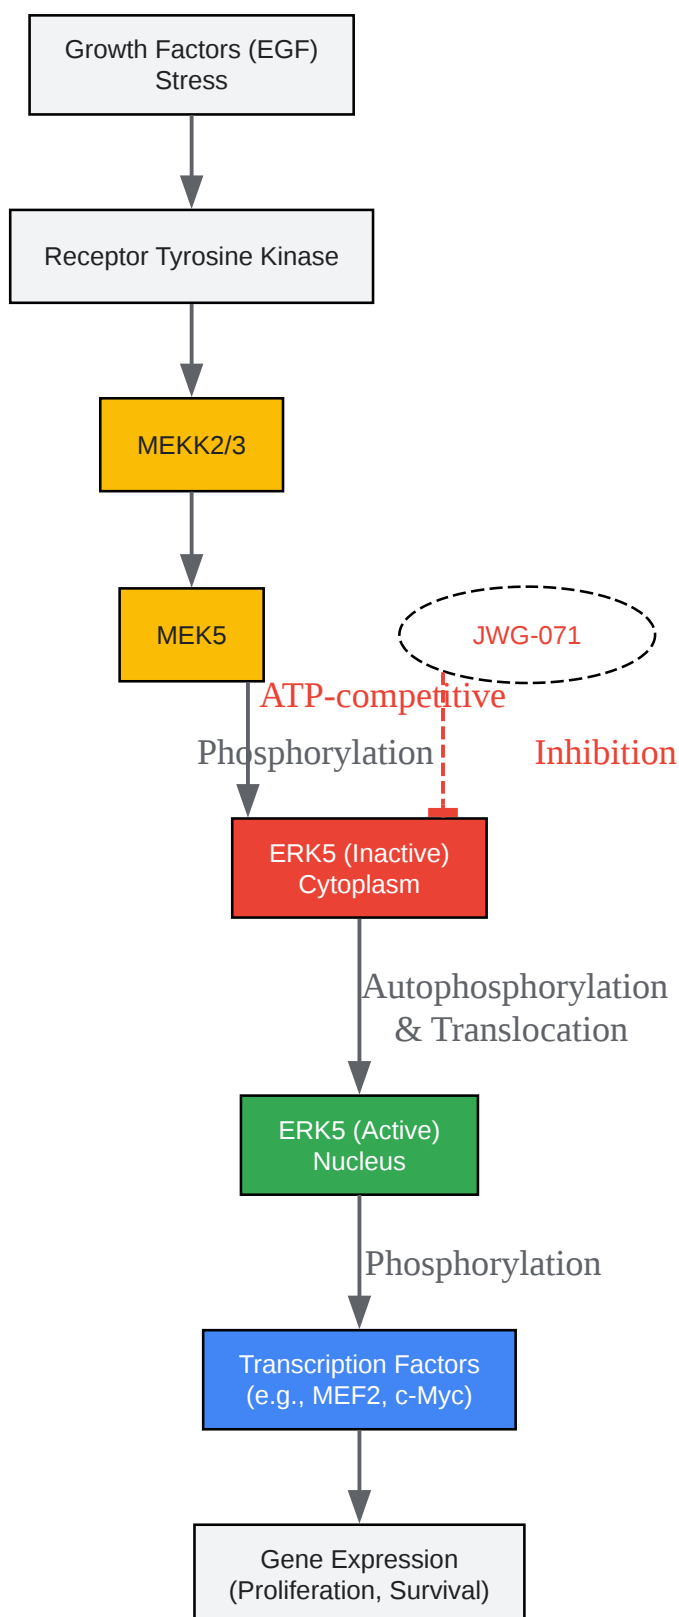 Growth Factors (EGF)
Stress
Receptor Tyrosine Kinase
MEKK2/3
MEK5
JWG-071
ATP-competitive
Phosphorylation
Inhibition
ERK5 (Inactive)
Cytoplasm
Autophosphorylation
& Translocation
ERK5 (Active)
Nucleus
Phosphorylation
Transcription Factors
(e.g., MEF2, c-Myc)
Gene Expression
(Proliferation, Survival)